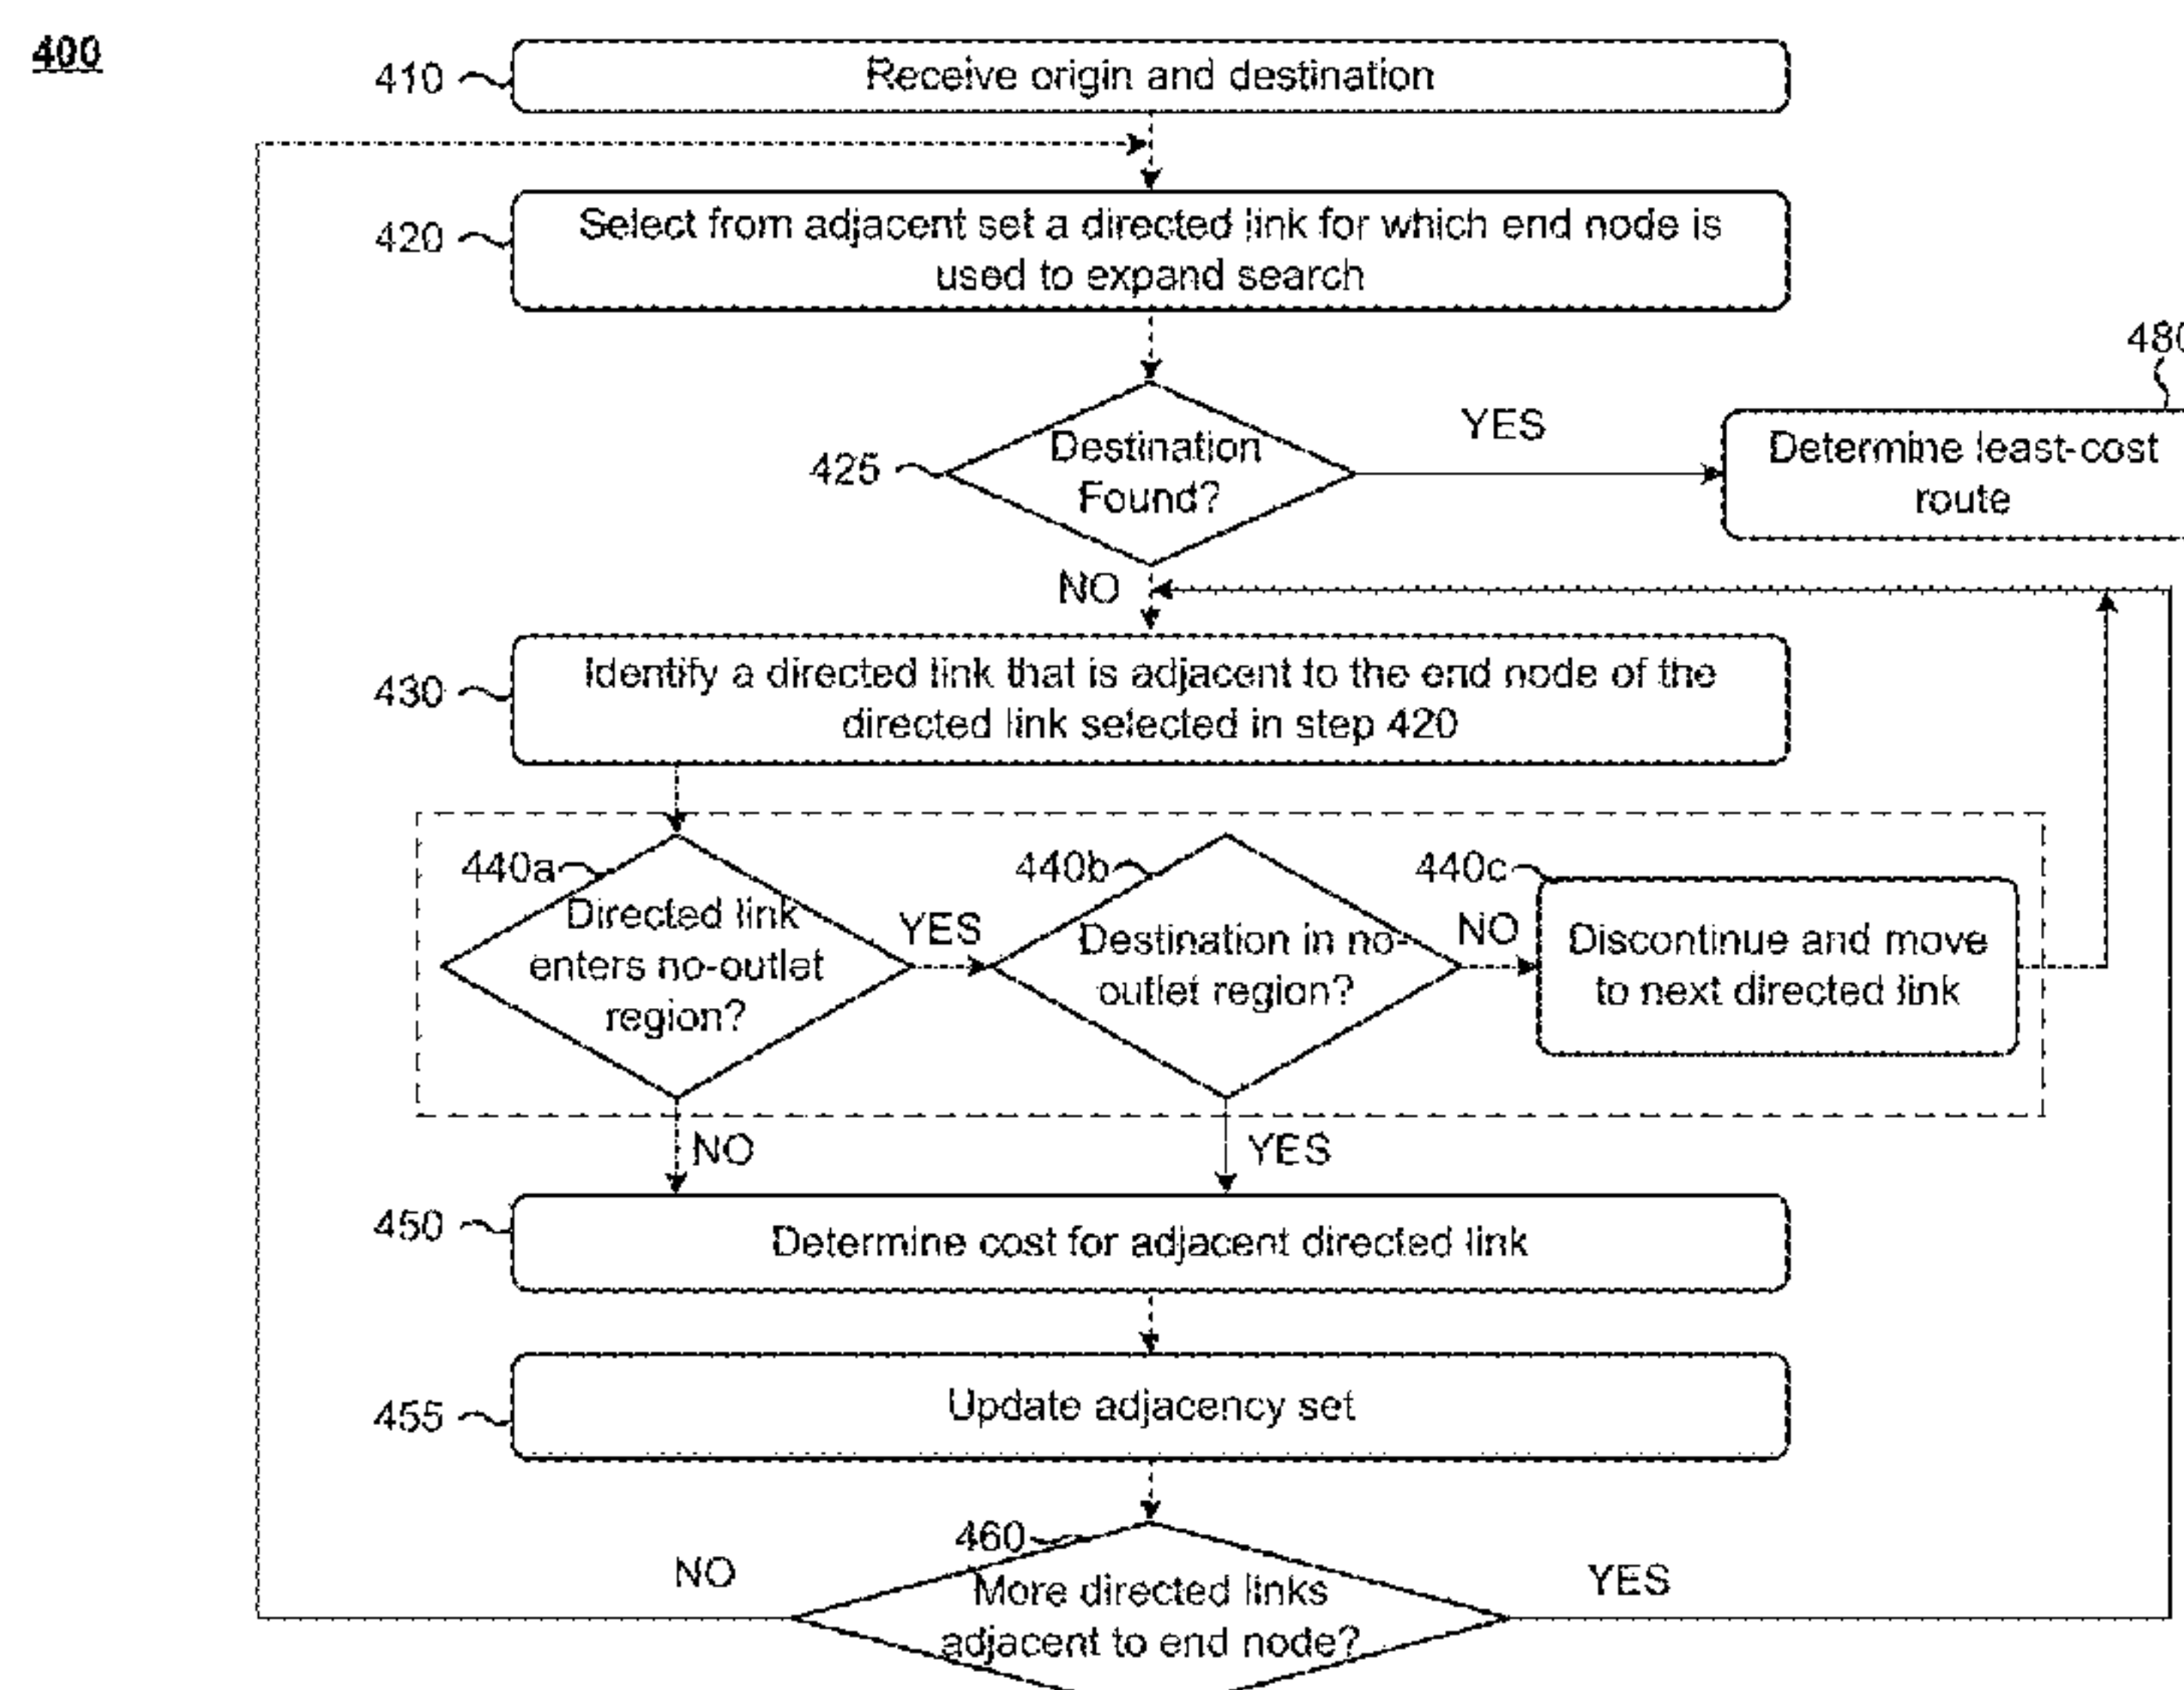 400
410
Receive origin and destination
420
Select from adjacent set a directed link for which end node is
used to expand search
480
425
Destination
Found?
YES
Determine least-cost
route
NO
430
Identify a directed link that is adjacent to the end node of the
directed link selected in step 420
440a
Directed link
enters no-outlet
region?
YES
440b
Destination in no-
outlet region?
NO
440c
Discontinue and move
to next directed link
NO
YES
450
Determine cost for adjacent directed link
455
Update adjacency set
460
NO
More directed links
adjacent to end node?
YES